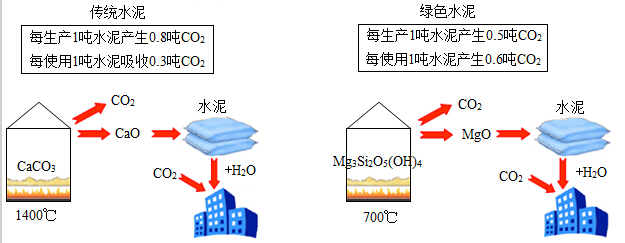 传统水泥
每生产1吨水泥产生0.8吨CO2
每使用1吨水泥吸收0.3吨CO2
CO2
CaO
水泥
CaCO3
CO2
+H2O
1400℃
绿色水泥
每生产1吨水泥产生0.5吨CO2
每使用1吨水泥产生0.6吨CO2
CO2
MgO
水泥
Mg3Si2O5(OH)4
CO2
+H2O
700℃